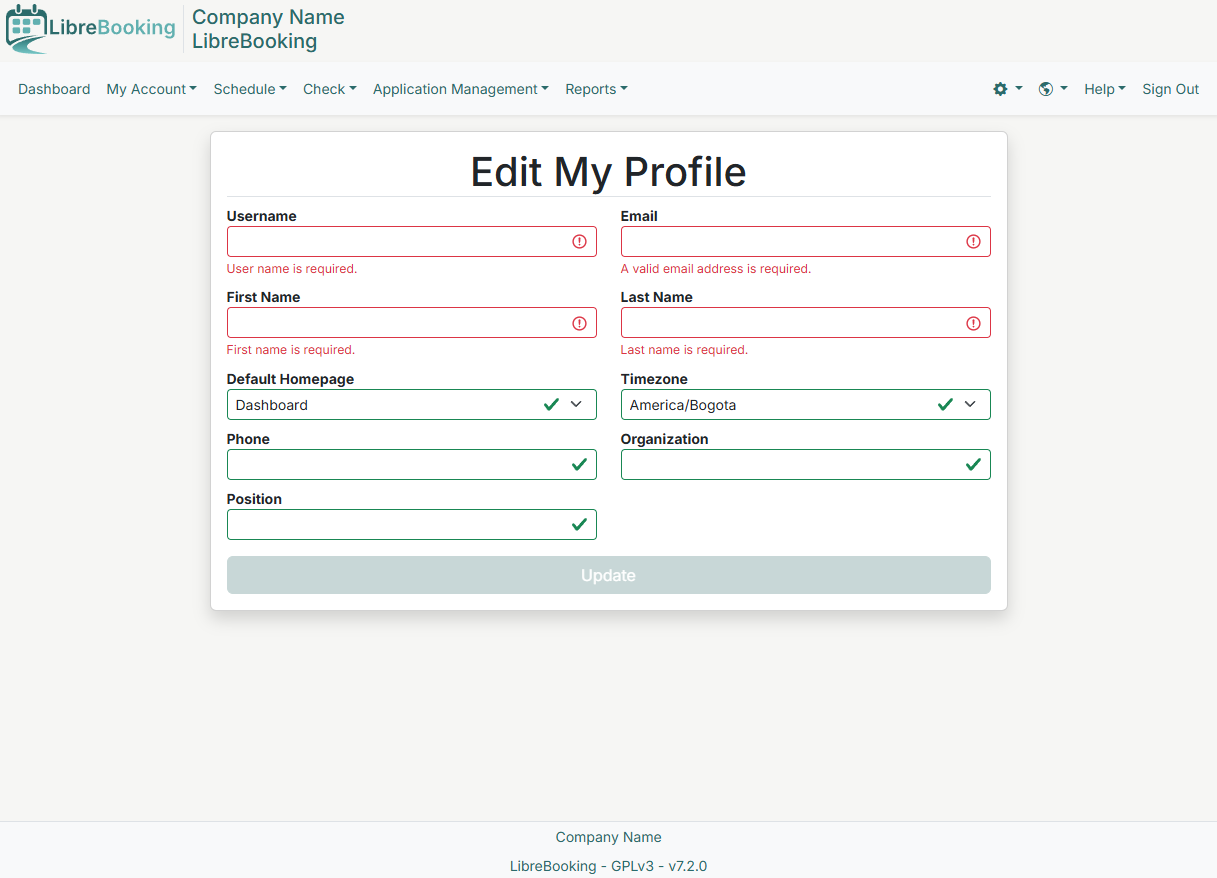 LibreBooking
Company Name
LibreBooking
Dashboard My Account Schedule Check Application Management Reports Help Sign Out
Edit My Profile
Username Email
User name is required. A valid email address is required.
First Name Last Name
First name is required. Last name is required.
Default Homepage Timezone
Dashboard America/Bogota
Phone Organization
Position
Update
Company Name
LibreBooking - GPLv3 - v7.2.0